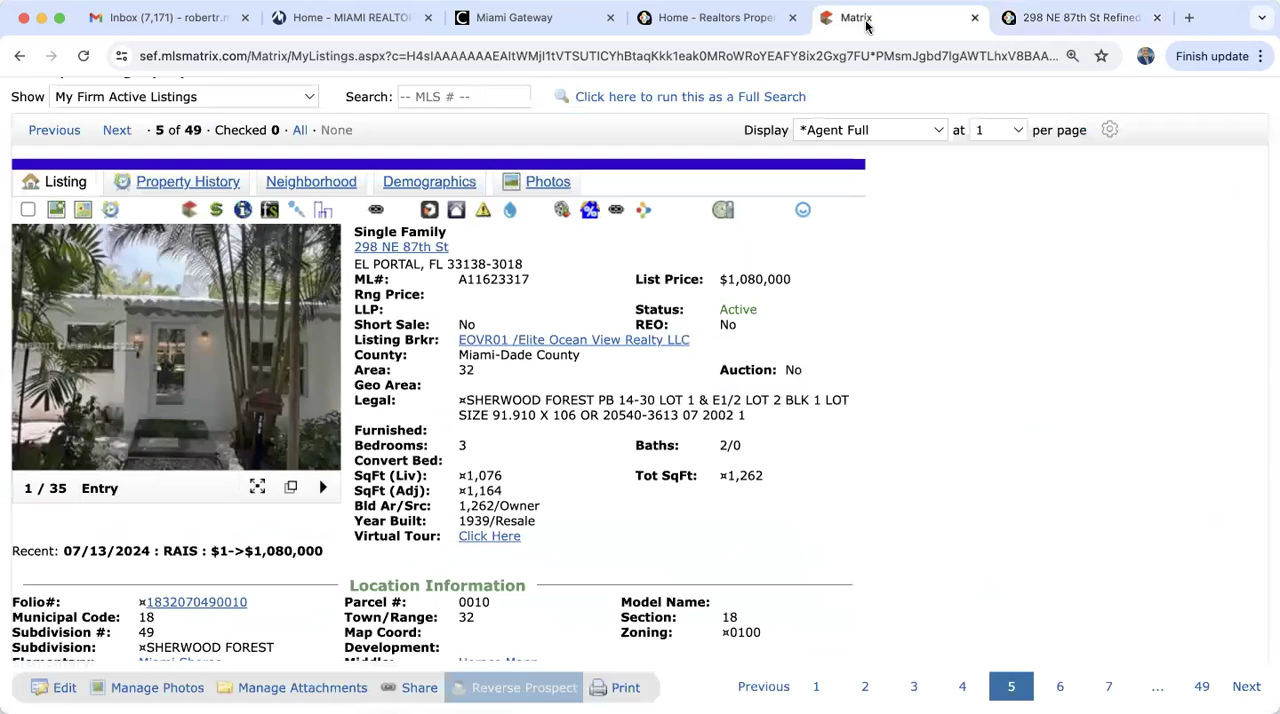 Inbox (7,171) – robertr.m
Home - MIAMI REALTO
Miami Gateway
Home - Realtors Prope
Matrix
298 NE 87th St Refined
sef.mlsmatrix.com/Matrix/MyListings.aspx?c=H4sIAAAAAAAEAItWMjI1tVTSUTICYhBtaqKkk1eak0MRoWRoYEAFY8ix2Gxg7FU*PMsmJgbd7lgAWTLhxV8BAA...
Finish update
Show My Firm Active Listings Search: -- MLS # -- Click here to run this as a Full Search
Previous Next · 5 of 49 · Checked 0 · All · None Display *Agent Full at 1 per page
Listing Property History Neighborhood Demographics Photos
Single Family
298 NE 87th St
EL PORTAL, FL 33138-3018
ML#: A11623317 List Price: $1,080,000
Rng Price:
LLP: Status: Active
Short Sale: No REO: No
Listing Brkr: EOVR01 /Elite Ocean View Realty LLC
County: Miami-Dade County
Area: 32 Auction: No
Geo Area:
Legal: ¤SHERWOOD FOREST PB 14-30 LOT 1 & E1/2 LOT 2 BLK 1 LOT
SIZE 91.910 X 106 OR 20540-3613 07 2002 1
Furnished:
Bedrooms: 3 Baths: 2/0
Convert Bed:
SqFt (Liv): ¤1,076 Tot SqFt: ¤1,262
SqFt (Adj): ¤1,164
1 / 35 Entry
Bld Ar/Src: 1,262/Owner
Year Built: 1939/Resale
Virtual Tour: Click Here
Recent: 07/13/2024 : RAIS : $1->$1,080,000
Location Information
Folio#: ¤1832070490010 Parcel #: 0010 Model Name:
Municipal Code: 18 Town/Range: 32 Section: 18
Subdivision #: 49 Map Coord: Zoning: ¤0100
Subdivision: ¤SHERWOOD FOREST Development:
Elementary: Miami Shores Middle: Horace Mann
Edit Manage Photos Manage Attachments Share Reverse Prospect Print Previous 1 2 3 4 5 6 7 ... 49 Next